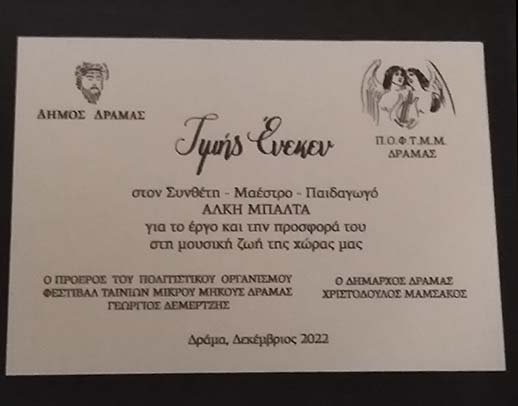 ΔΗΜΟΣ ΔΡΑΜΑΣ
Π.Ο.Φ.Τ.Μ.Μ.
ΔΡΑΜΑΣ
Τιμής Ένεκεν
στον Συνθέτη - Μαέστρο - Παιδαγωγό
ΑΛΚΗ ΜΠΑΛΤΑ
για το έργο και την προσφορά του
στη μουσική ζωή της χώρας μας
Ο ΠΡΟΕΡΟΣ ΤΟΥ ΠΟΛΙΤΙΣΤΙΚΟΥ ΟΡΓΑΝΙΣΜΟΥ
ΦΕΣΤΙΒΑΛ ΤΑΙΝΙΩΝ ΜΙΚΡΟΥ ΜΗΚΟΥΣ ΔΡΑΜΑΣ
ΓΕΩΡΓΙΟΣ ΔΕΜΕΡΤΖΗΣ
Ο ΔΗΜΑΡΧΟΣ ΔΡΑΜΑΣ
ΧΡΙΣΤΟΔΟΥΛΟΣ ΜΑΜΣΑΚΟΣ
Δράμα, Δεκέμβριος 2022